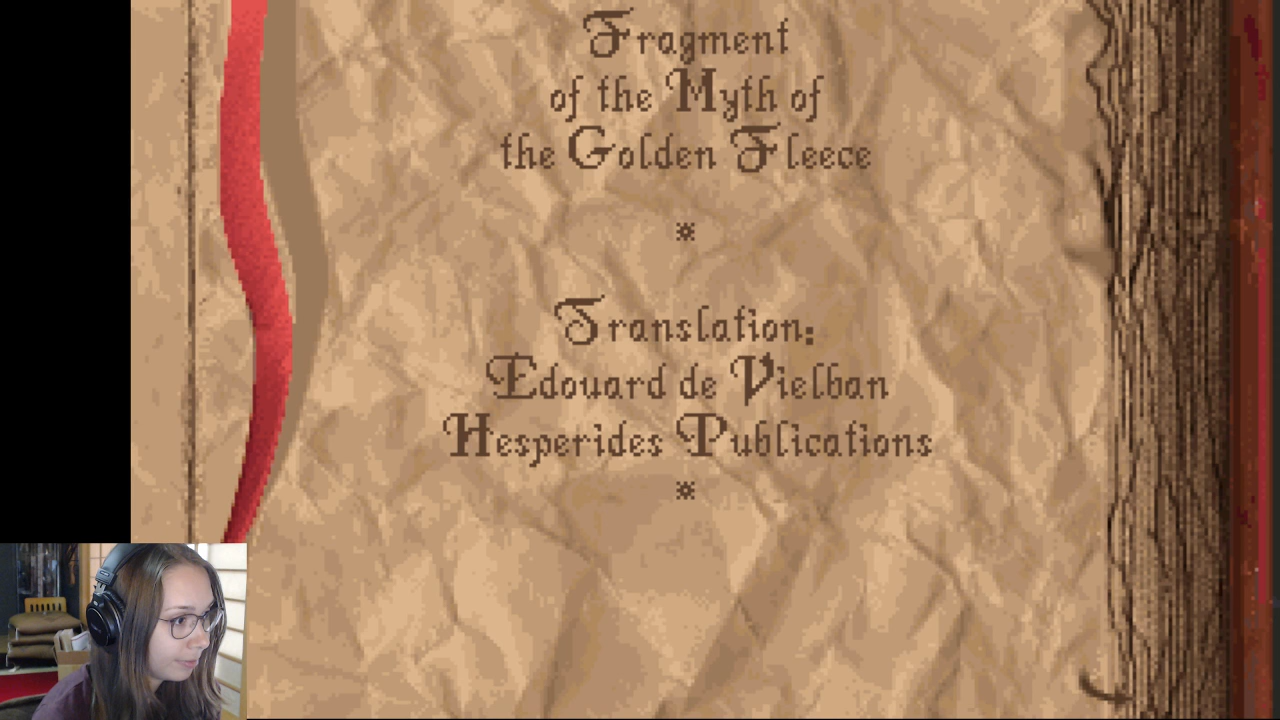 Fragment
of the Myth of
the Golden Fleece
Translation:
Edouard de Vielban
Hesperides Publications